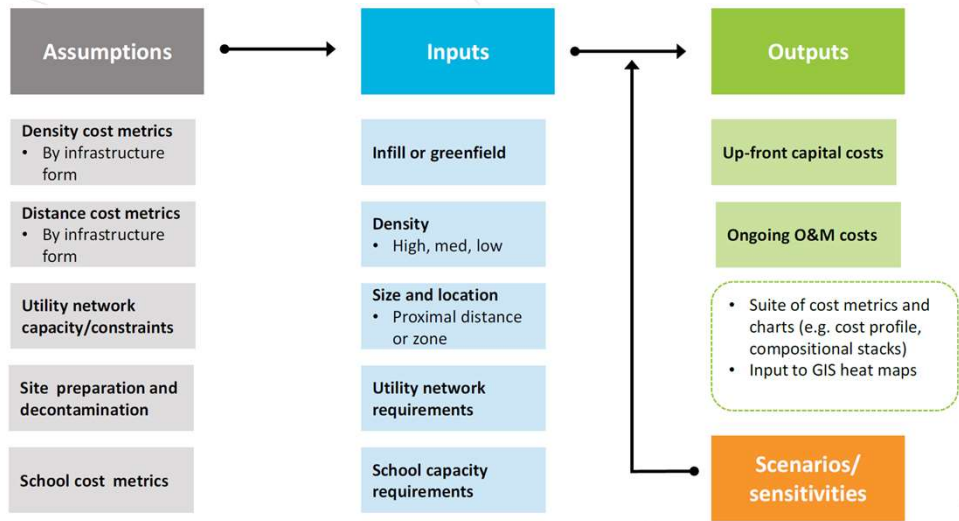 Assumptions
Inputs
Outputs
Density cost metrics
• By infrastructure
form
Distance cost metrics
• By infrastructure
form
Utility network
capacity/constraints
Site preparation and
decontamination
School cost metrics
Infill or greenfield
Density
• High, med, low
Size and location
• Proximal distance
or zone
Utility network
requirements
School capacity
requirements
Up-front capital costs
Ongoing O&M costs
• Suite of cost metrics and
charts (e.g. cost profile,
compositional stacks)
• Input to GIS heat maps
Scenarios/
sensitivities